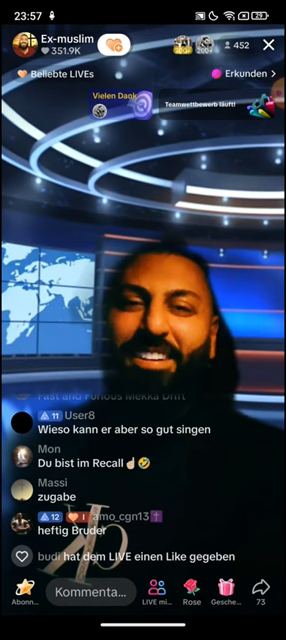 23:57
29
Ex-muslim
351.9K
452
Beliebte LIVEs
Erkunden >
Vielen Dank
Teamwettbewerb läuft!
Fast and Furious Mekka Drift
11 User8
Wieso kann er aber so gut singen
Mon
Du bist im Recall☝🏼🤣
Massi
zugabe
12 I amo_cgn13✝️
heftig Bruder
budi hat dem LIVE einen Like gegeben
Abonn...
Kommenta...
LIVE mi...
Rose
Gesche...
73